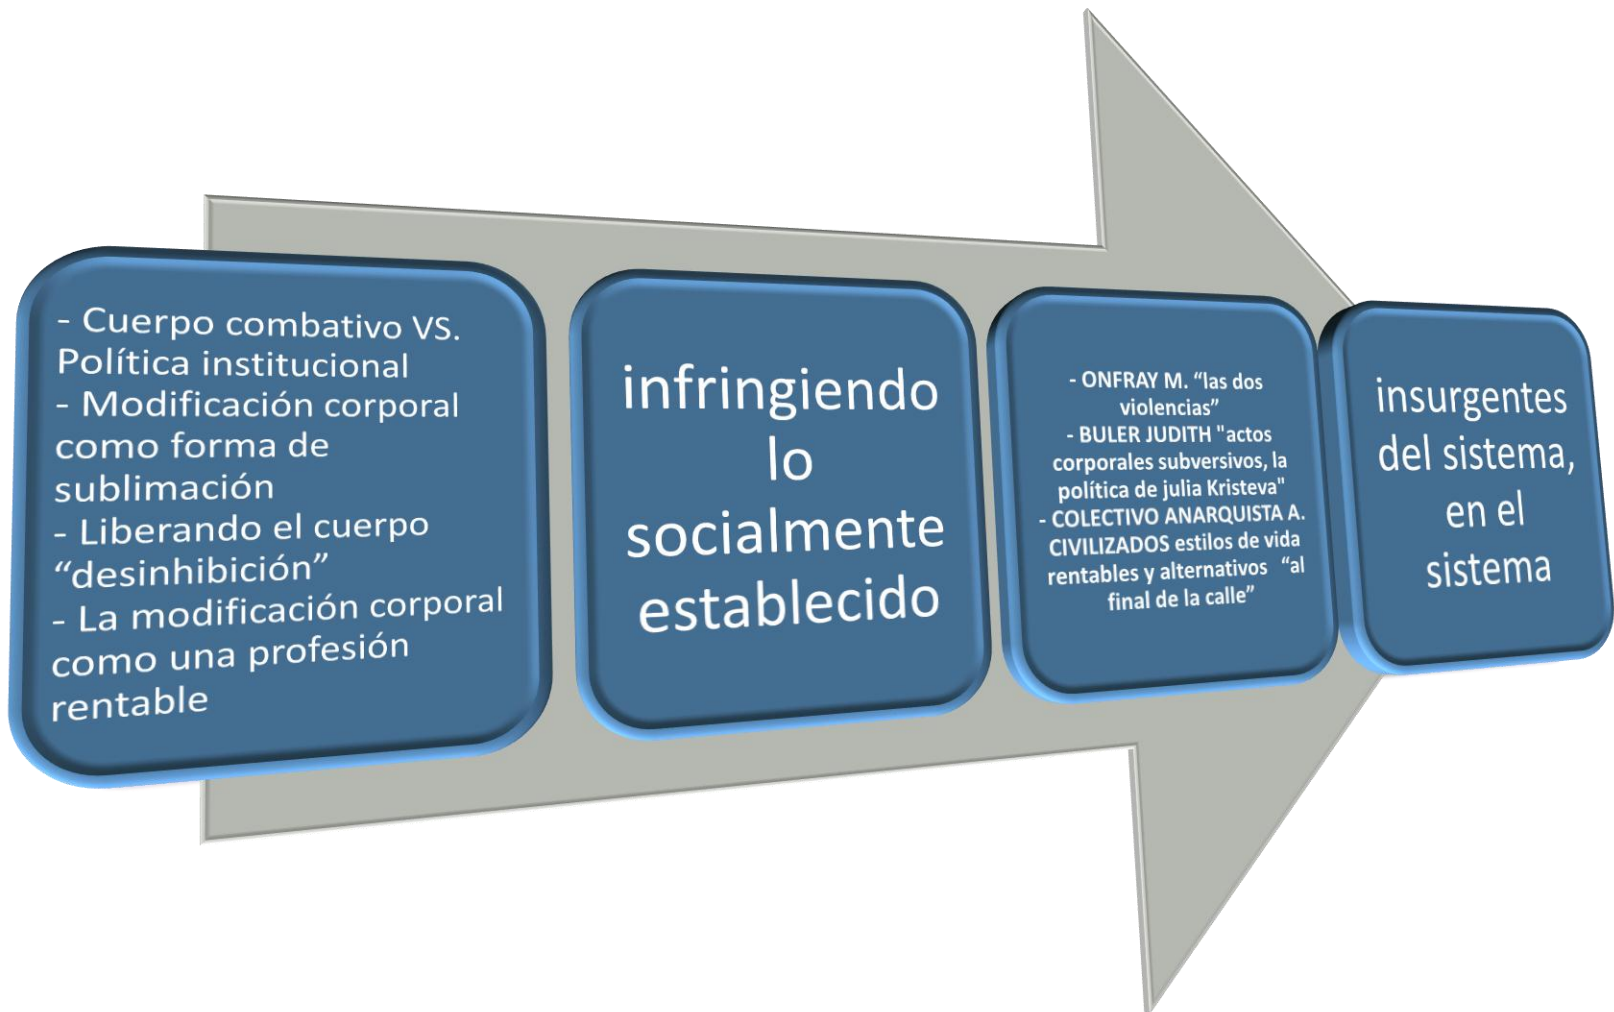 - Cuerpo combativo VS.
Política institucional
- Modificación corporal
como forma de
sublimación
- Liberando el cuerpo
“desinhibición”
- La modificación corporal
como una profesión
rentable
infringiendo
lo
socialmente
establecido
- ONFRAY M. “las dos
violencias”
- BULER JUDITH "actos
corporales subversivos, la
política de julia Kristeva"
- COLECTIVO ANARQUISTA A.
CIVILIZADOS estilos de vida
rentables y alternativos “al
final de la calle”
insurgentes
del sistema,
en el
sistema